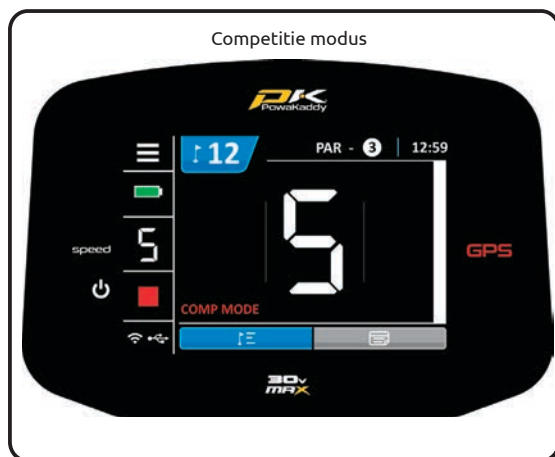 Competitie modus
PK
PowaKaddy
12 PAR - 3 12:59
speed 5
5
GPS
COMP MODE
30v
MAX